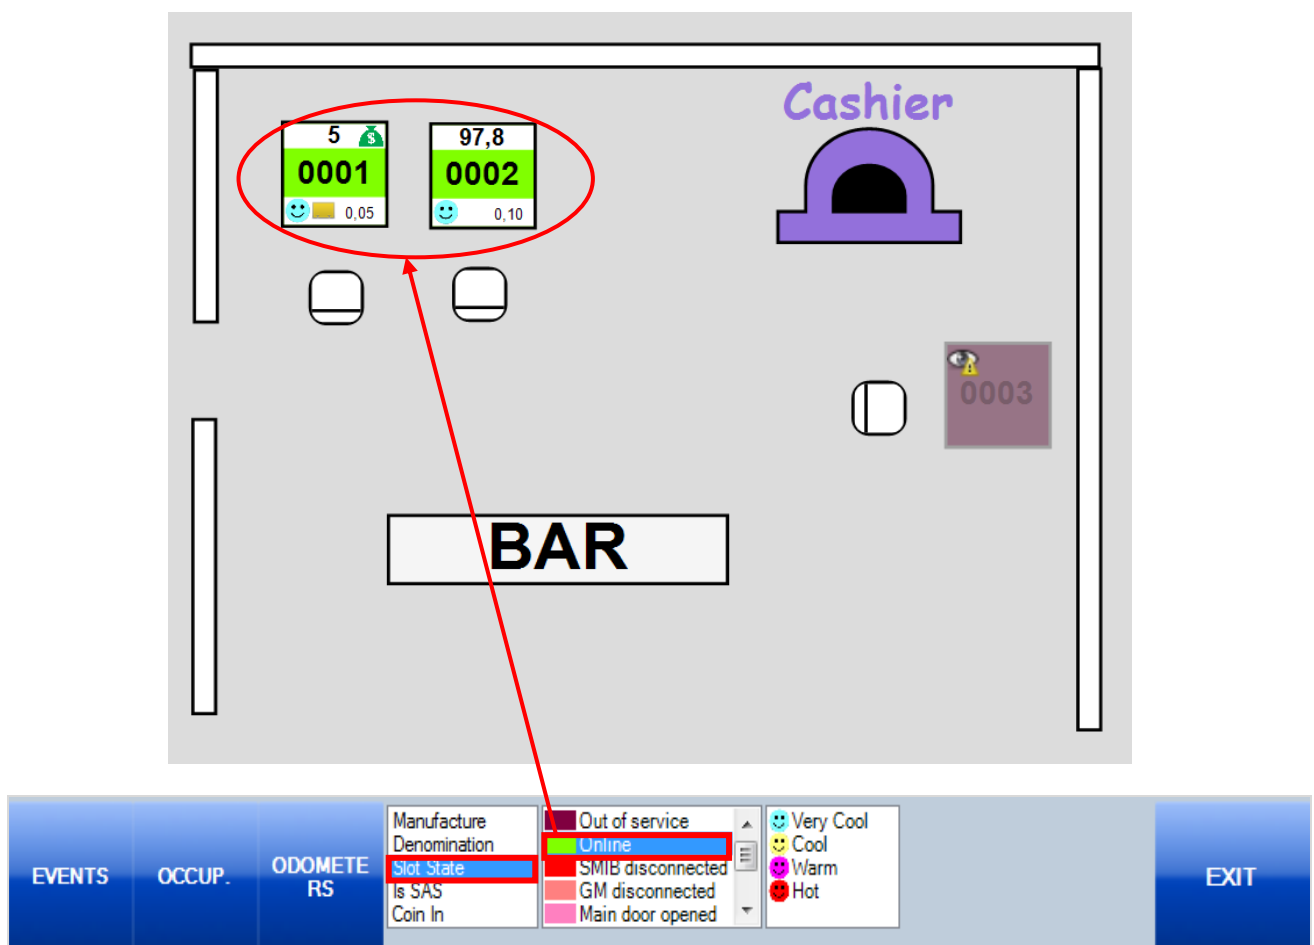 Cashier
5
97,8
0001
0002
0,05
0,10
0003
BAR
EVENTS
OCCUP.
ODOMETE
RS
Manufacture
Denomination
Slot State
Is SAS
Coin In
Out of service
Online
SMIB disconnected
GM disconnected
Main door opened
Very Cool
Cool
Warm
Hot
EXIT